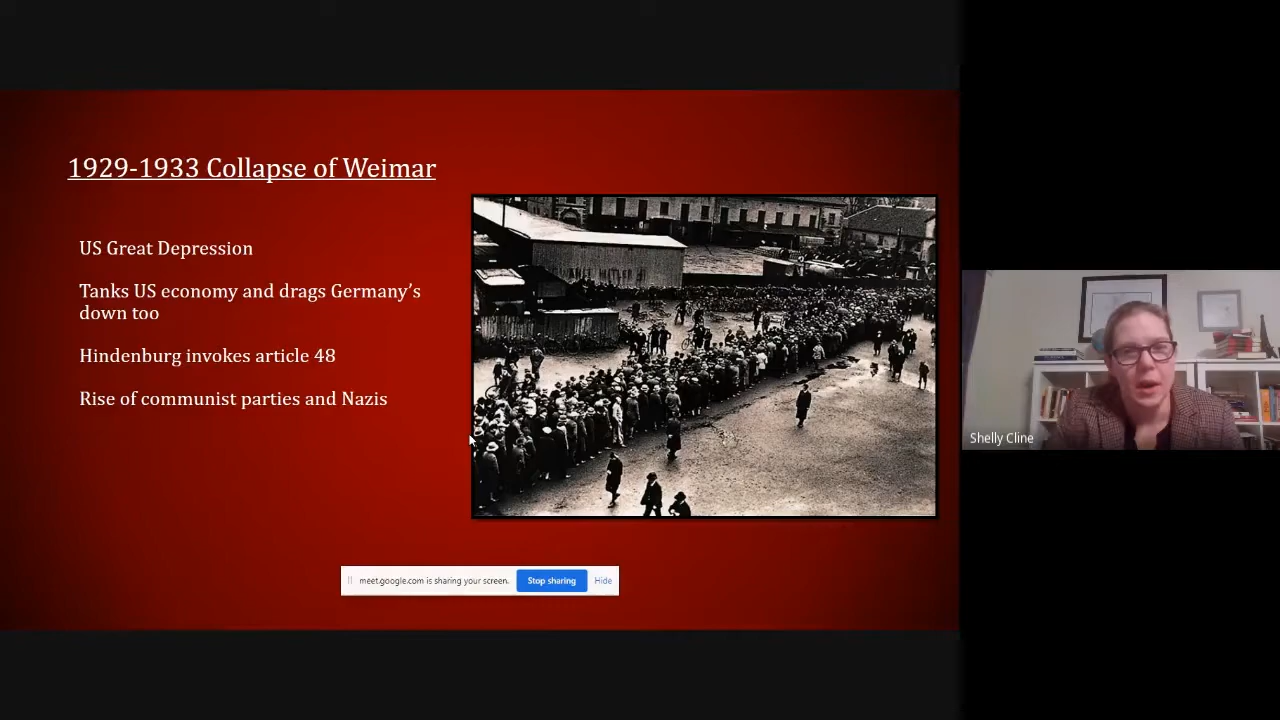 1929-1933 Collapse of Weimar
US Great Depression
Tanks US economy and drags Germany's
down too
Hindenburg invokes article 48
Rise of communist parties and Nazis
HITLER
Shelly Cline
meet.google.com is sharing your screen.
Stop sharing
Hide